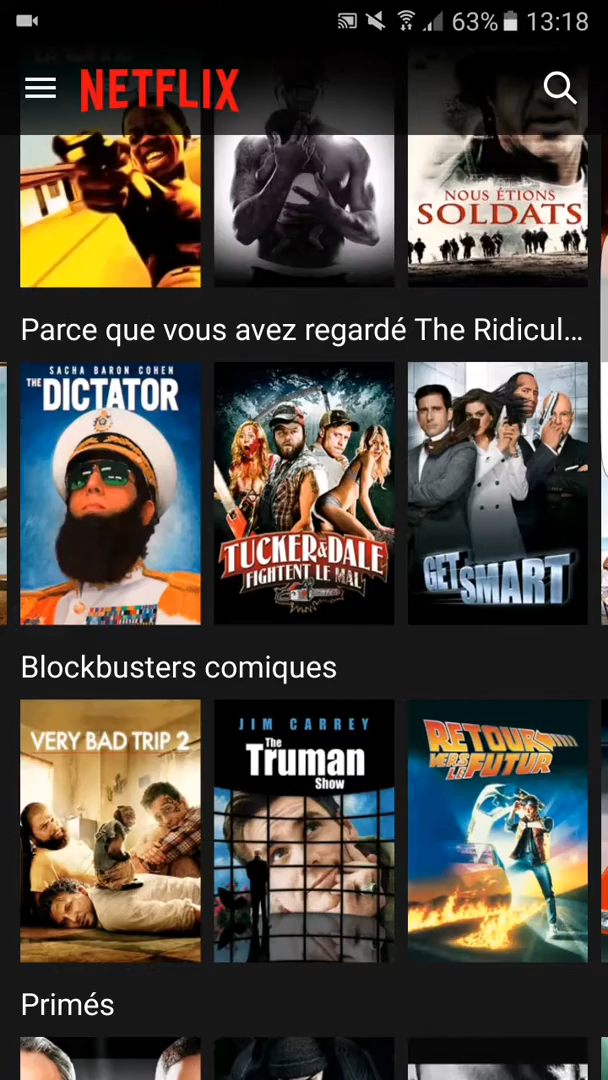 63% 13:18
NETFLIX
NOUS ÉTIONS
SOLDATS
Parce que vous avez regardé The Ridicul...
SACHA BARON COHEN
THE DICTATOR
TUCKER & DALE
FIGHTENT LE MAL
GET SMART
Blockbusters comiques
VERY BAD TRIP 2
JIM CARREY
The
Truman
Show
RETOUR
VERS LE FUTUR
Primés